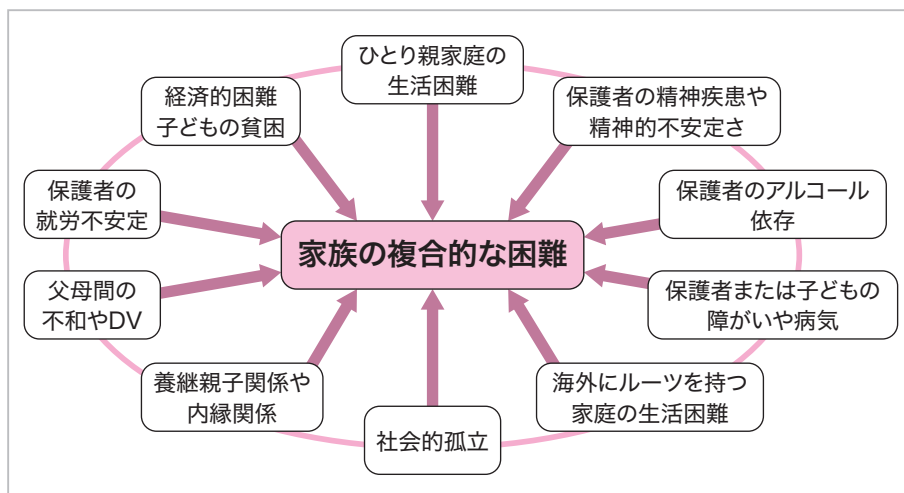 ひとり親家庭の
生活困難
保護者の精神疾患や
精神的不安定さ
保護者のアルコール
依存
保護者または子どもの
障がいや病気
海外にルーツを持つ
家庭の生活困難
社会的孤立
養継親子関係や
内縁関係
父母間の
不和やDV
保護者の
就労不安定
経済的困難
子どもの貧困
家族の複合的な困難